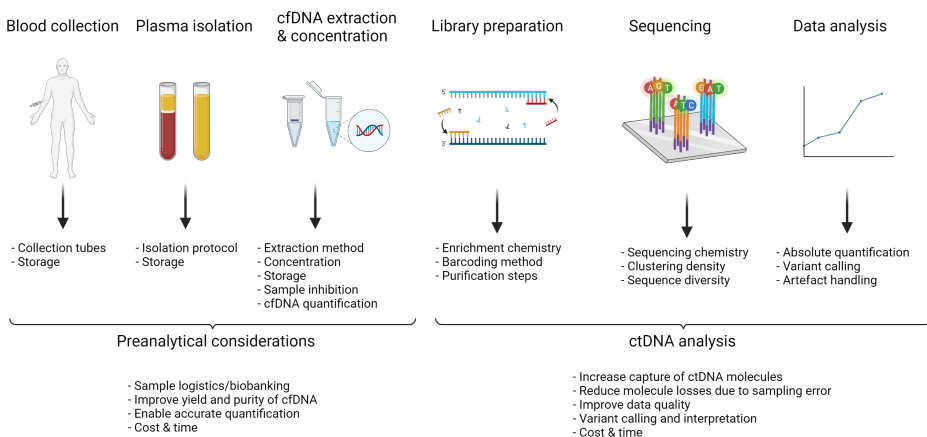 Blood collection
Plasma isolation
cfDNA extraction
& concentration
Library preparation
Sequencing
Data analysis
5'
3'
A G T
G A T
A T C
- Collection tubes
- Storage
- Isolation protocol
- Storage
- Extraction method
- Concentration
- Storage
- Sample inhibition
- cfDNA quantification
- Enrichment chemistry
- Barcoding method
- Purification steps
- Sequencing chemistry
- Clustering density
- Sequence diversity
- Absolute quantification
- Variant calling
- Artefact handling
Preanalytical considerations
- Sample logistics/biobanking
- Improve yield and purity of cfDNA
- Enable accurate quantification
- Cost & time
ctDNA analysis
- Increase capture of ctDNA molecules
- Reduce molecule losses due to sampling error
- Improve data quality
- Variant calling and interpretation
- Cost & time